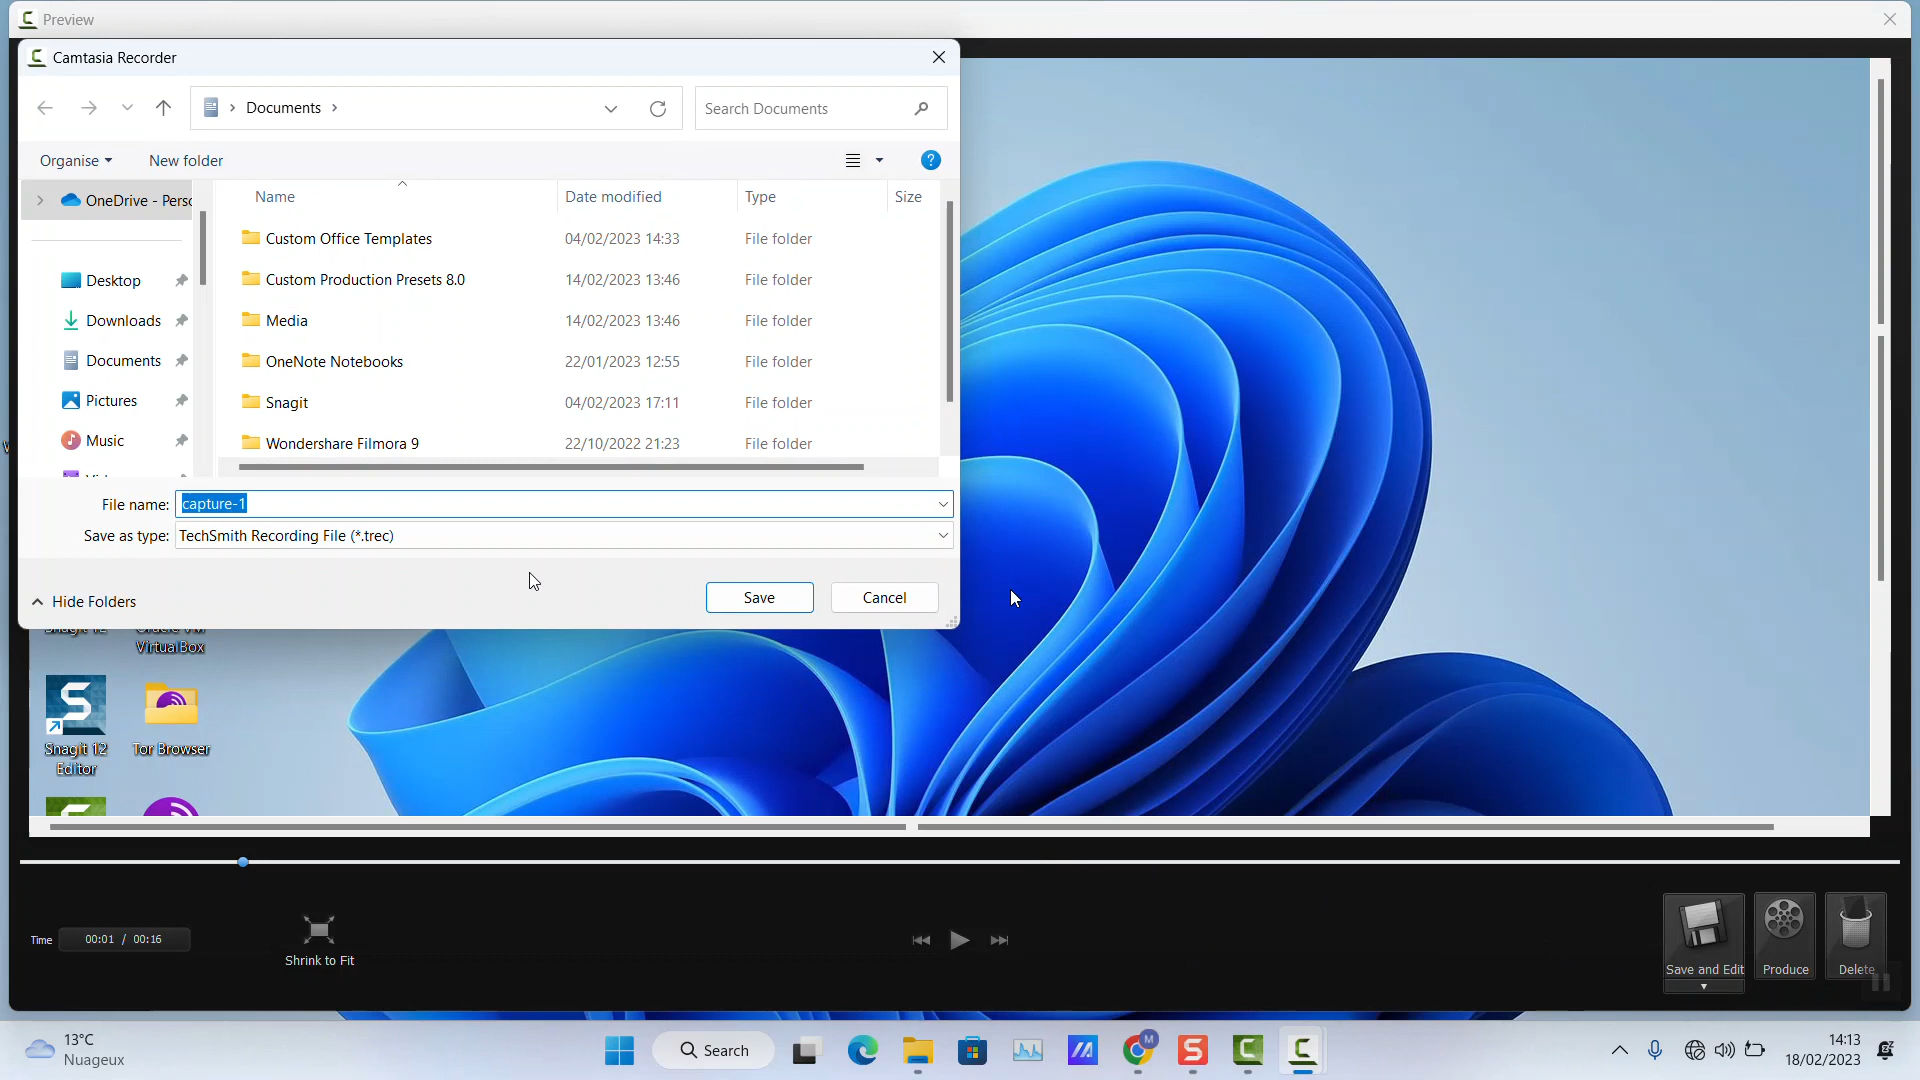 Preview
Camtasia Recorder
Documents
Search Documents
Organise
New folder
Name
Date modified
Type
Size
OneDrive - Perso
Desktop
Downloads
Documents
Pictures
Music
Custom Office Templates 04/02/2023 14:33 File folder
Custom Production Presets 8.0 14/02/2023 13:46 File folder
Media 14/02/2023 13:46 File folder
OneNote Notebooks 22/01/2023 12:55 File folder
Snagit 04/02/2023 17:11 File folder
Wondershare Filmora 9 22/10/2022 21:23 File folder
File name: capture-1
Save as type: TechSmith Recording File (*.trec)
Hide Folders
Save
Cancel
VirtualBox
Snagit 12
Editor
Tor Browser
Time 00:01 / 00:16
Shrink to Fit
Save and Edit
Produce
Delete
13°C
Nuageux
Search
14:13
18/02/2023